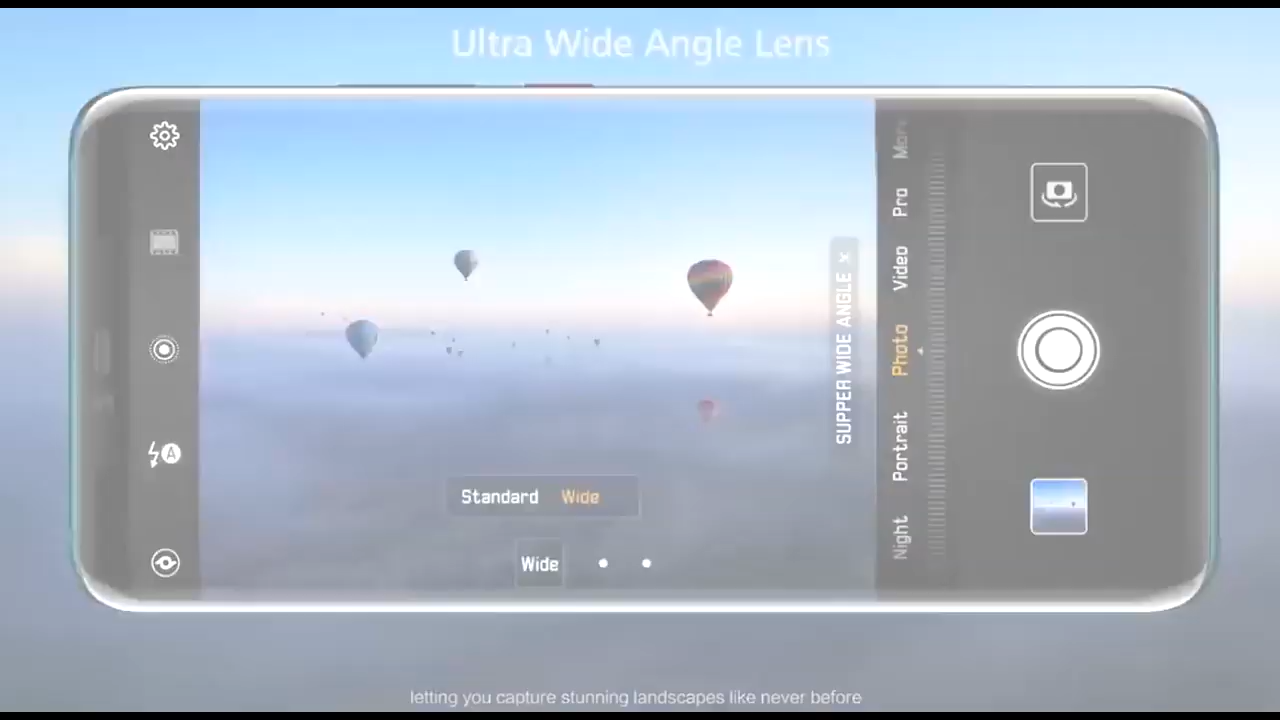 Ultra Wide Angle Lens
More
Pro
Video
Photo
Portrait
Night
SUPPER WIDE ANGLE X
A
Standard Wide
Wide
letting you capture stunning landscapes like never before